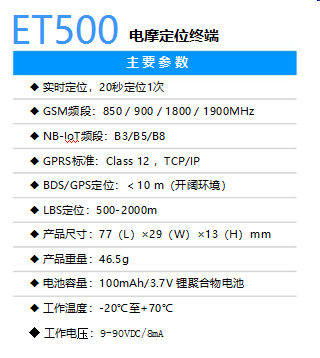 ET500 电摩定位终端
主要参数
◆ 实时定位，20秒定位1次
◆ GSM频段：850 / 900 / 1800 / 1900MHz
◆ NB-IoT频段：B3/B5/B8
◆ GPRS标准：Class 12 ，TCP/IP
◆ BDS/GPS定位：< 10 m（开阔环境）
◆ LBS定位：500-2000m
◆ 产品尺寸：77（L）×29（W）×13（H）mm
◆ 产品重量：46.5g
◆ 电池容量：100mAh/3.7V 锂聚合物电池
◆ 工作温度：-20℃至+70℃
◆ 工作电压：9-90VDC/8mA